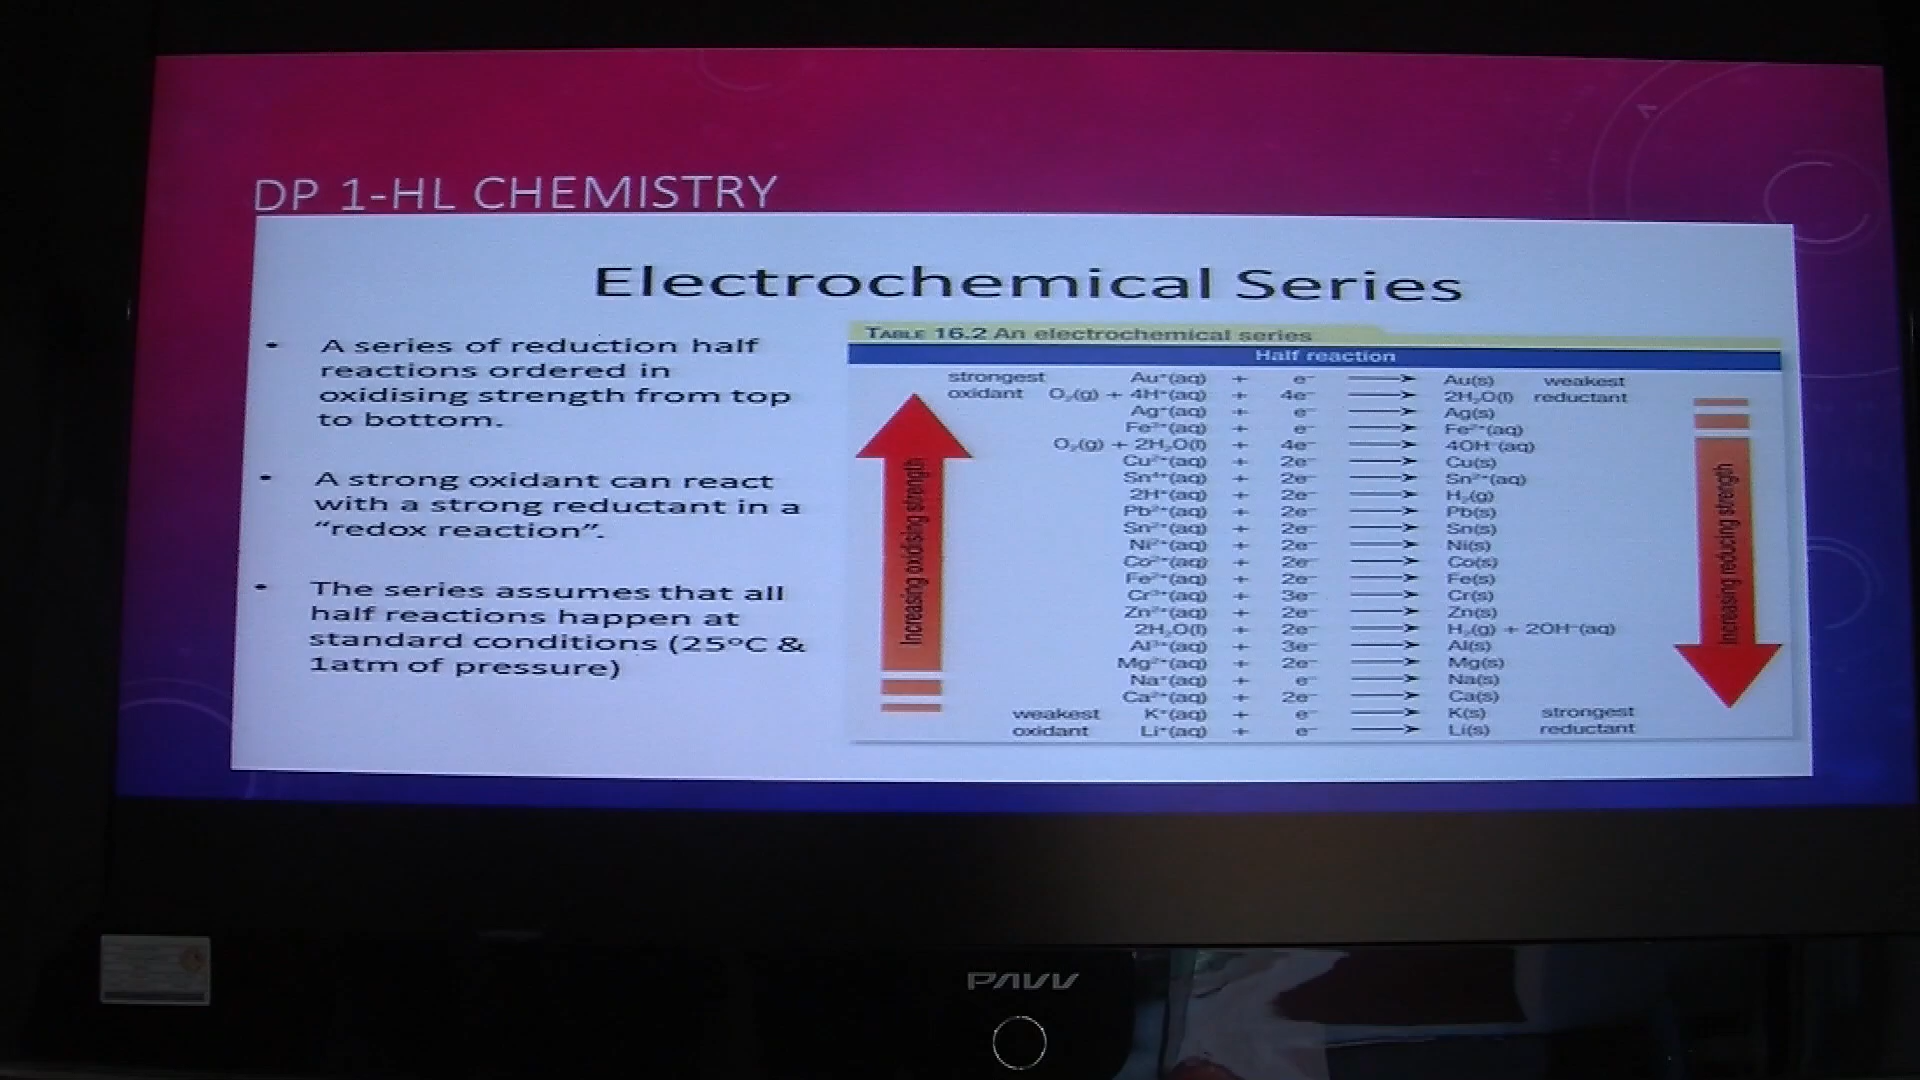 DP 1-HL CHEMISTRY
Electrochemical Series
• A series of reduction half
reactions ordered in
oxidising strength from top
to bottom.
• A strong oxidant can react
with a strong reductant in a
“redox reaction”.
• The series assumes that all
half reactions happen at
standard conditions (25°C &
1atm of pressure)
TABLE 16.2 An electrochemical series
Half reaction
strongest Au⁺(aq) + e⁻ ⟶ Au(s) weakest
oxidant O₂(g) + 4H⁺(aq) + 4e⁻ ⟶ 2H₂O(l) reductant
Ag⁺(aq) + e⁻ ⟶ Ag(s)
Fe³⁺(aq) + e⁻ ⟶ Fe²⁺(aq)
O₂(g) + 2H₂O(l) + 4e⁻ ⟶ 4OH⁻(aq)
Cu²⁺(aq) + 2e⁻ ⟶ Cu(s)
Sn⁴⁺(aq) + 2e⁻ ⟶ Sn²⁺(aq)
2H⁺(aq) + 2e⁻ ⟶ H₂(g)
Pb²⁺(aq) + 2e⁻ ⟶ Pb(s)
Sn²⁺(aq) + 2e⁻ ⟶ Sn(s)
Ni²⁺(aq) + 2e⁻ ⟶ Ni(s)
Co²⁺(aq) + 2e⁻ ⟶ Co(s)
Fe²⁺(aq) + 2e⁻ ⟶ Fe(s)
Cr³⁺(aq) + 3e⁻ ⟶ Cr(s)
Zn²⁺(aq) + 2e⁻ ⟶ Zn(s)
2H₂O(l) + 2e⁻ ⟶ H₂(g) + 2OH⁻(aq)
Al³⁺(aq) + 3e⁻ ⟶ Al(s)
Mg²⁺(aq) + 2e⁻ ⟶ Mg(s)
Na⁺(aq) + e⁻ ⟶ Na(s)
Ca²⁺(aq) + 2e⁻ ⟶ Ca(s)
weakest K⁺(aq) + e⁻ ⟶ K(s) strongest
oxidant Li⁺(aq) + e⁻ ⟶ Li(s) reductant
Increasing oxidising strength
Increasing reducing strength
PAVV